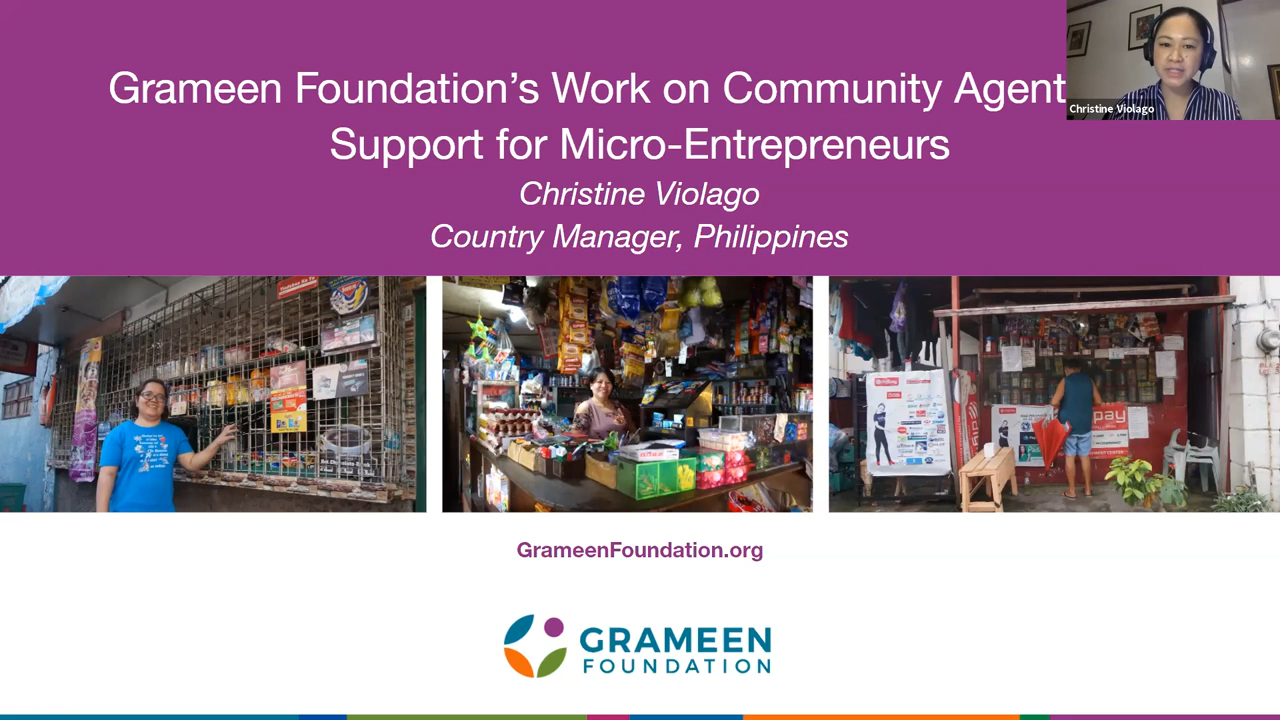 Grameen Foundation’s Work on Community Agent
Support for Micro-Entrepreneurs
Christine Violago
Country Manager, Philippines
Christine Violago
GrameenFoundation.org
GRAMEEN
FOUNDATION